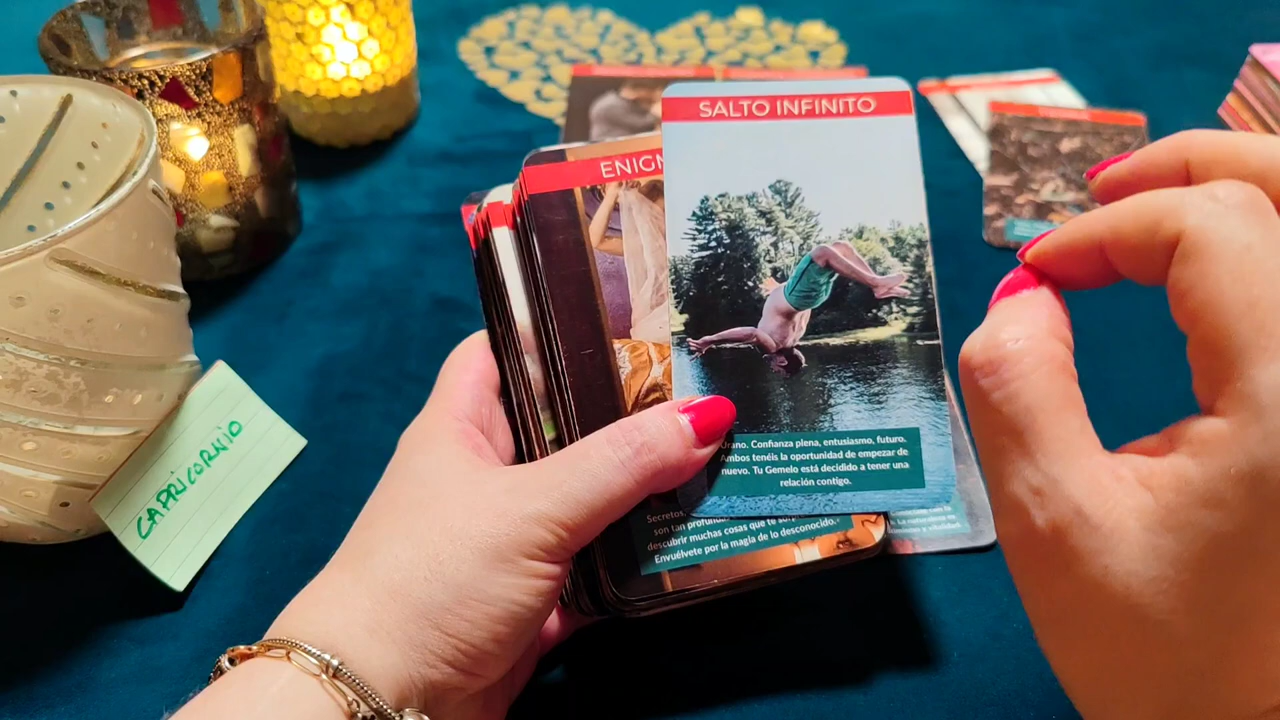 SALTO INFINITO
Urano. Confianza plena, entusiasmo, futuro.
Ambos tenéis la oportunidad de empezar de
nuevo. Tu Gemelo está decidido a tener una
relación contigo.
ENIGM
Secretos,
son tan profund
descubrir muchas cosas que te
Envuélvete por la magia de lo desconocido.
CAPRICORNIO